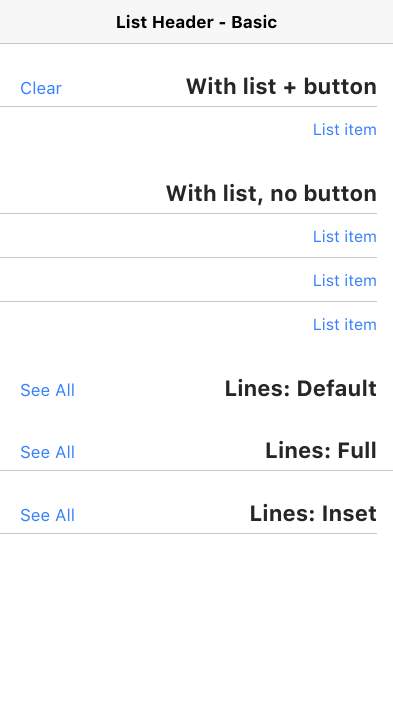 List Header - Basic
With list + button
Clear
List item
With list, no button
List item
List item
List item
Lines: Default
See All
Lines: Full
See All
Lines: Inset
See All